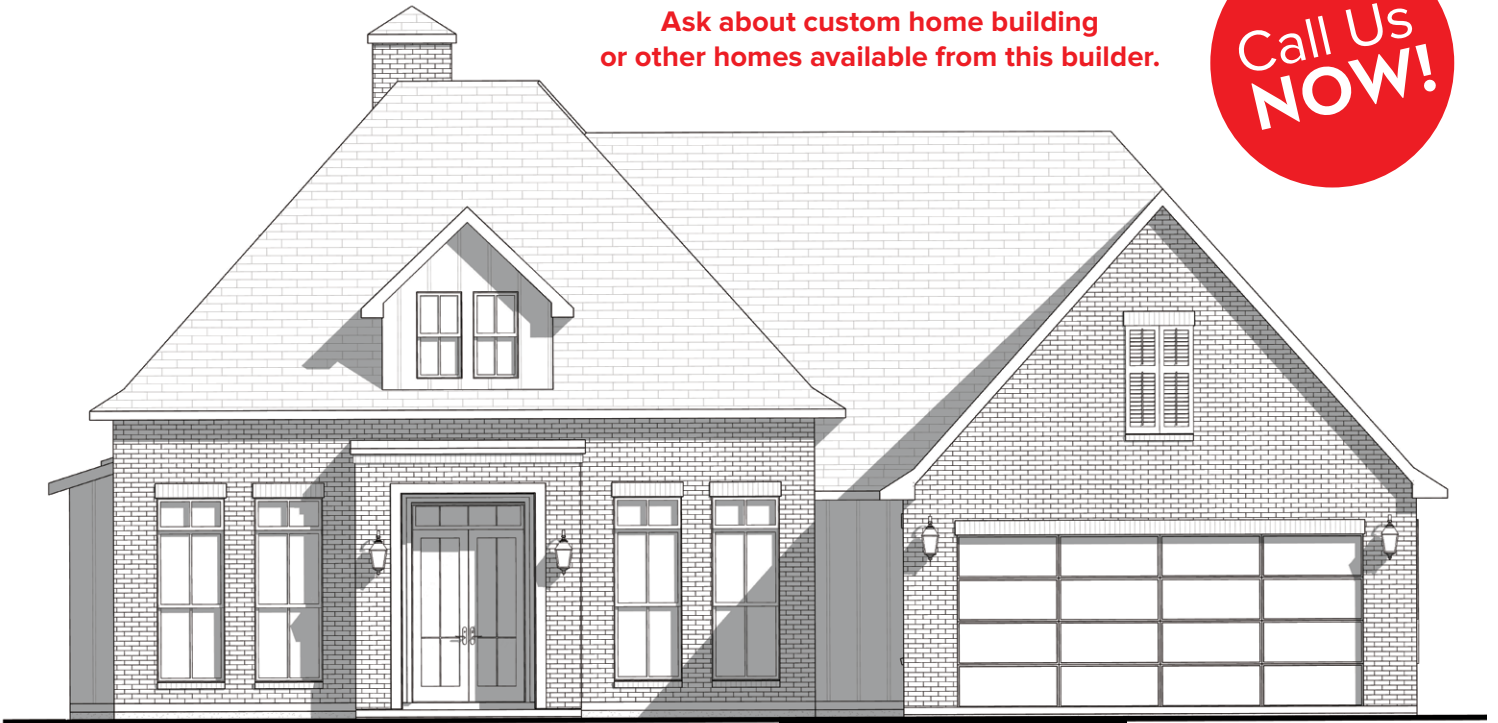 Ask about custom home building
or other homes available from this builder.
Call Us
NOW!